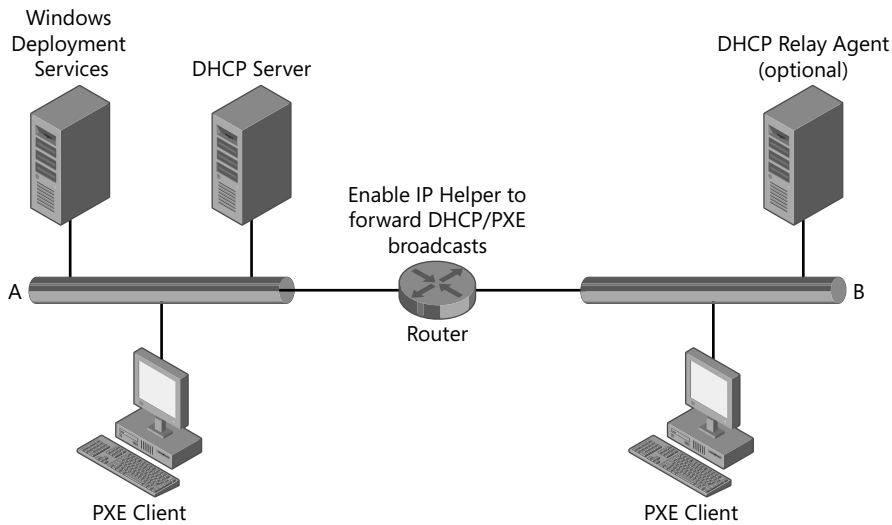 Windows
Deployment
Services
DHCP Server
DHCP Relay Agent
(optional)
Enable IP Helper to
forward DHCP/PXE
broadcasts
A
B
Router
PXE Client
PXE Client